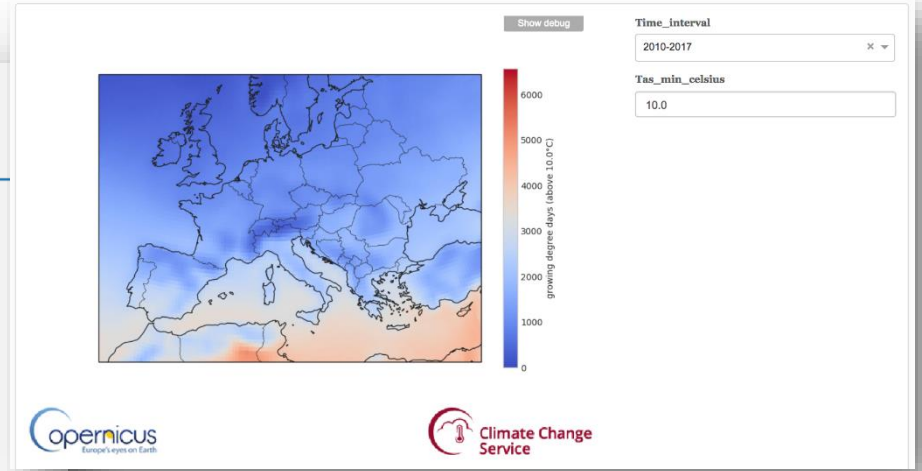 Show debug
Time_interval
2010-2017
Tas_min_celsius
10.0
6000
5000
4000
3000
2000
1000
0
growing degree days (above 10.0°C)
opernicus
Europe's eyes on Earth
Climate Change
Service